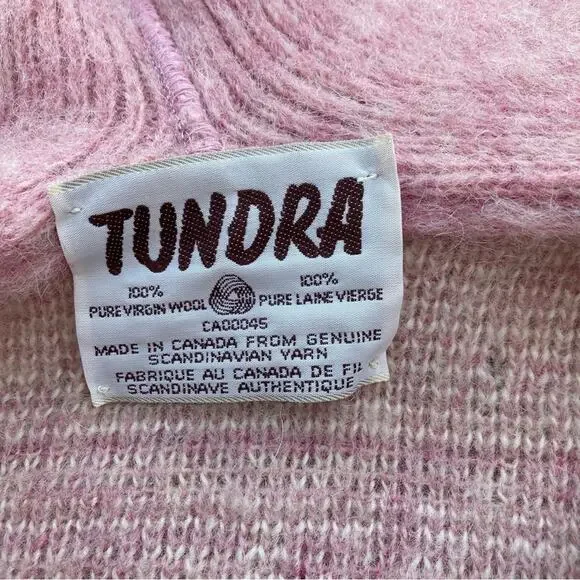 TUNDRA
100% 100%
PURE VIRGIN WOOL PURE LAINE VIERGE
CA00045
MADE IN CANADA FROM GENUINE
SCANDINAVIAN YARN
FABRIQUE AU CANADA DE FIL
SCANDINAVE AUTHENTIQUE